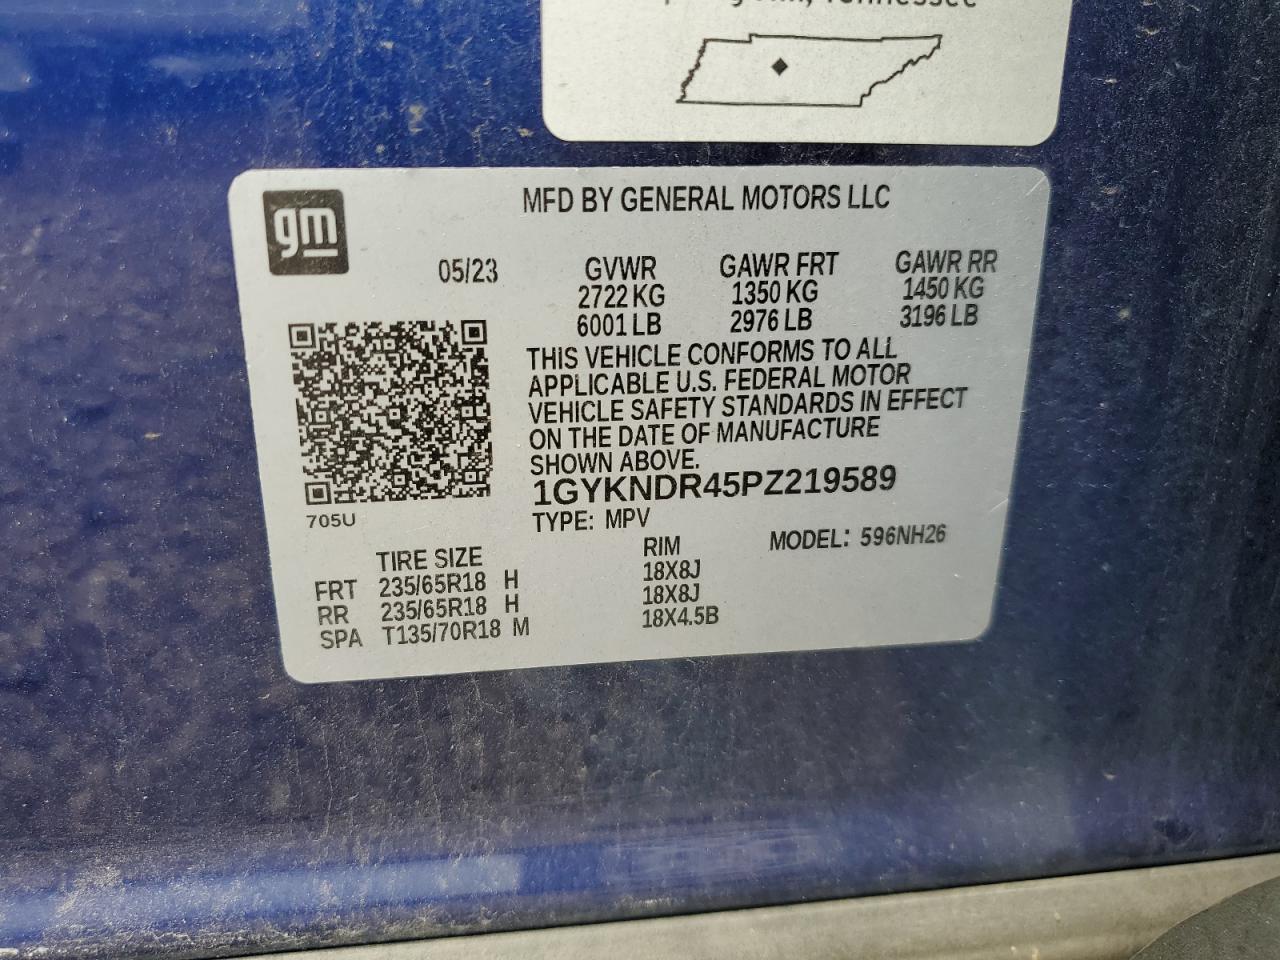 Tennessee
gm
MFD BY GENERAL MOTORS LLC
05/23
GVWR GAWR FRT GAWR RR
2722 KG 1350 KG 1450 KG
6001 LB 2976 LB 3196 LB
THIS VEHICLE CONFORMS TO ALL
APPLICABLE U.S. FEDERAL MOTOR
VEHICLE SAFETY STANDARDS IN EFFECT
ON THE DATE OF MANUFACTURE
SHOWN ABOVE.
1GYKNDR45PZ219589
705U
TYPE: MPV
MODEL: 596NH26
TIRE SIZE RIM
FRT 235/65R18 H 18X8J
RR 235/65R18 H 18X8J
SPA T135/70R18 M 18X4.5B